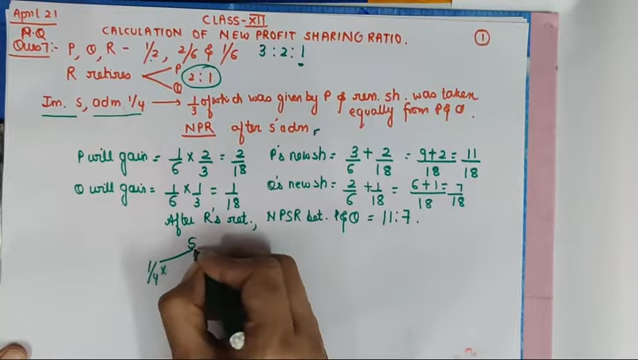 April 21
CLASS-XII
P.Q
CALCULATION OF NEW PROFIT SHARING RATIO.
1
Ques7:- P, Q, R - 1/2, 2/6 & 1/6 3:2:1
R retires P Q 2:1
Im. S, adm. 1/4 → 1/3 of which was given by P & rem. sh. was taken equally from P & Q
NPR after S'adm.
P will gain = 1/6 x 2/3 = 2/18 P's new sh = 3/6 + 2/18 = 9+2/18 = 11/18
Q will gain = 1/6 x 1/3 = 1/18 Q's new sh = 2/6 + 1/18 = 6+1/18 = 7/18
After R's ret., NPSR bet. P & Q = 11:7.
S
1/4 x